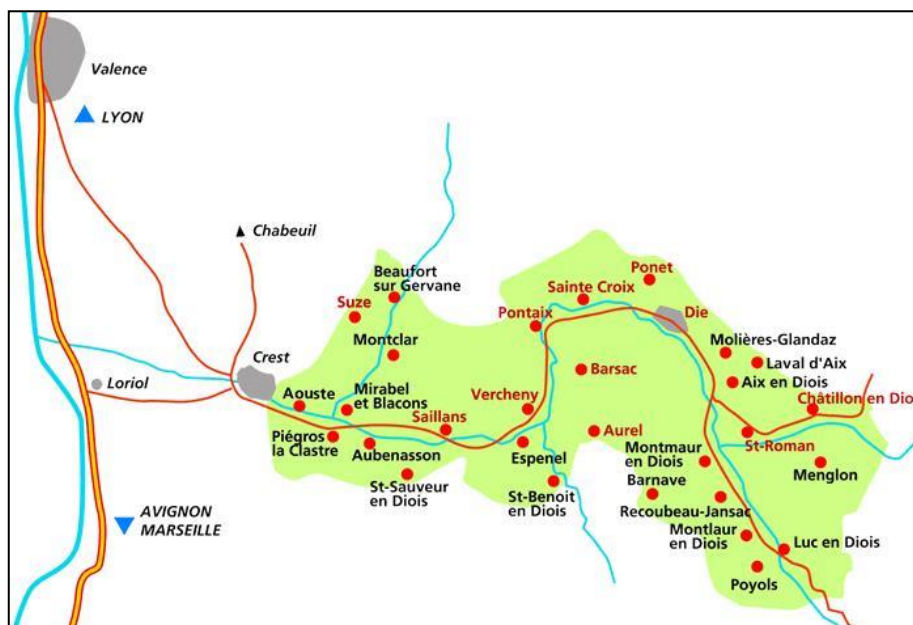 Valence
LYON
Chabeuil
Beaufort
sur Gervane
Suze
Montclar
Crest
Loriol
Aouste
Mirabel
et Blacons
Saillans
Piégros
la Clastre
Aubenasson
St-Sauveur
en Diois
AVIGNON
MARSEILLE
Ponet
Sainte Croix
Pontaix
Die
Barsac
Vercheny
Aurel
Espenel
St-Benoit
en Diois
Molières-Glandaz
Laval d'Aix
Aix en Diois
Châtillon en Dio
St-Roman
Montmaur
en Diois
Menglon
Barnave
Recoubeau-Jansac
Montlaur
en Diois
Luc en Diois
Poyols